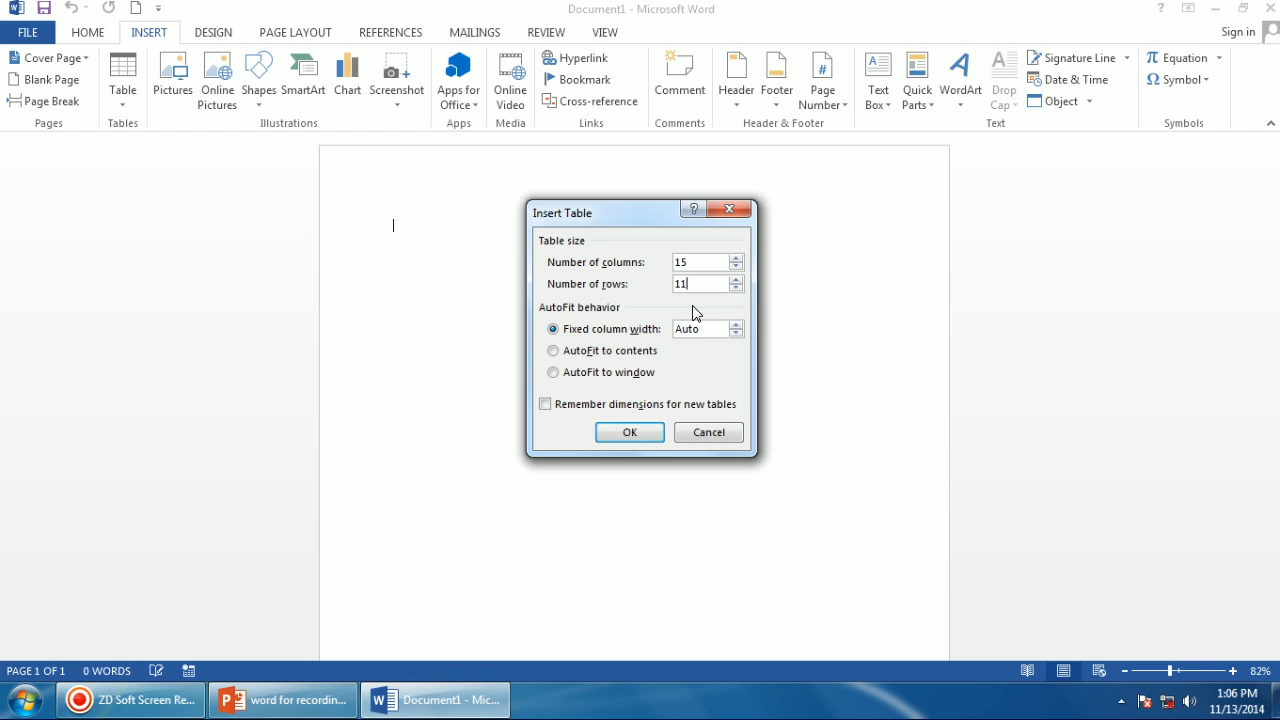 Document1 - Microsoft Word
FILE HOME INSERT DESIGN PAGE LAYOUT REFERENCES MAILINGS REVIEW VIEW Sign in
Cover Page
Blank Page
Page Break
Pages
Table
Tables
Pictures
Online Pictures
Shapes
SmartArt
Chart
Screenshot
Illustrations
Apps for Office
Apps
Online Video
Media
Hyperlink
Bookmark
Cross-reference
Links
Comment
Comments
Header
Footer
Page Number
Header & Footer
Text Box
Quick Parts
WordArt
Drop Cap
Signature Line
Date & Time
Object
Text
π Equation
Ω Symbol
Symbols
Insert Table
Table size
Number of columns: 15
Number of rows: 11
AutoFit behavior
Fixed column width: Auto
AutoFit to contents
AutoFit to window
Remember dimensions for new tables
OK Cancel
PAGE 1 OF 1 0 WORDS 82%
ZD Soft Screen Re...
word for recordin...
Document1 - Mic...
1:06 PM
11/13/2014